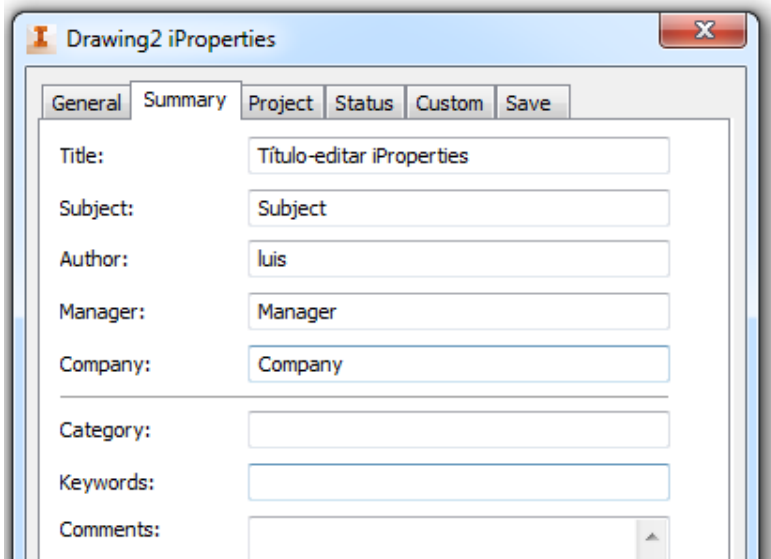 Drawing2 iProperties
General Summary Project Status Custom Save
Title: Título-editar iProperties
Subject: Subject
Author: luis
Manager: Manager
Company: Company
Category:
Keywords:
Comments: